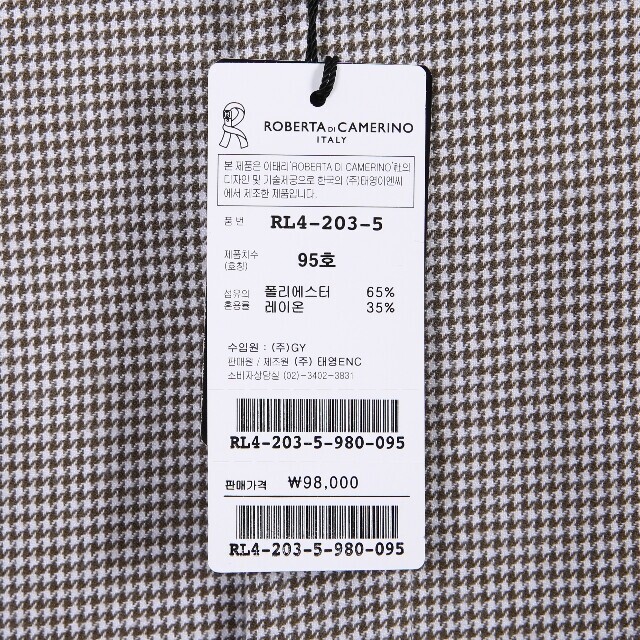 ROBERTA DI CAMERINO
ITALY
본 제품은 이태리 'ROBERTA DI CAMERINO'社의
디자인 및 기술제공으로 한국의 (주)태영이엔씨
에서 제조한 제품입니다.
품 번 RL4-203-5
제품치수 95호
(호칭)
섬유의 폴리에스터 65%
혼용율 레이온 35%
수입원 : (주)GY
판매원 / 제조원 (주) 태영ENC
소비자상담실 (02)-3402-3831
RL4-203-5-980-095
판매가격 ₩98,000
RL4-203-5-980-095